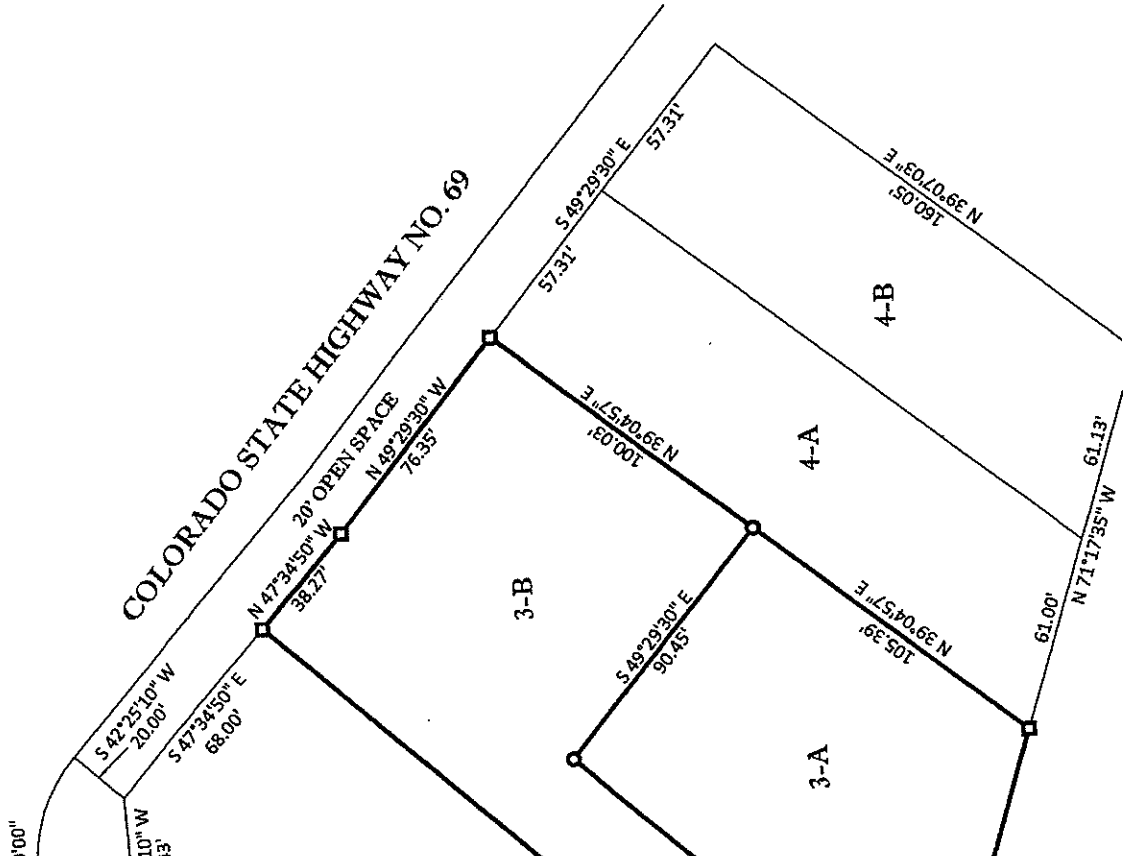 COLORADO STATE HIGHWAY NO. 69
S 49°29'30" E
57.31'
57.31'
N 39°07'03" E
160.05'
4-B
20' OPEN SPACE
N 49°29'30" W
76.35'
N 47°34'50" W
38.27'
N 39°04'57" E
100.03'
4-A
3-B
S 42°25'10" W
20.00'
S 47°34'50" E
68.00'
S 49°29'30" E
90.45'
N 39°04'57" E
105.39'
61.13'
N 71°17'35" W
61.00'
3-A
10" W